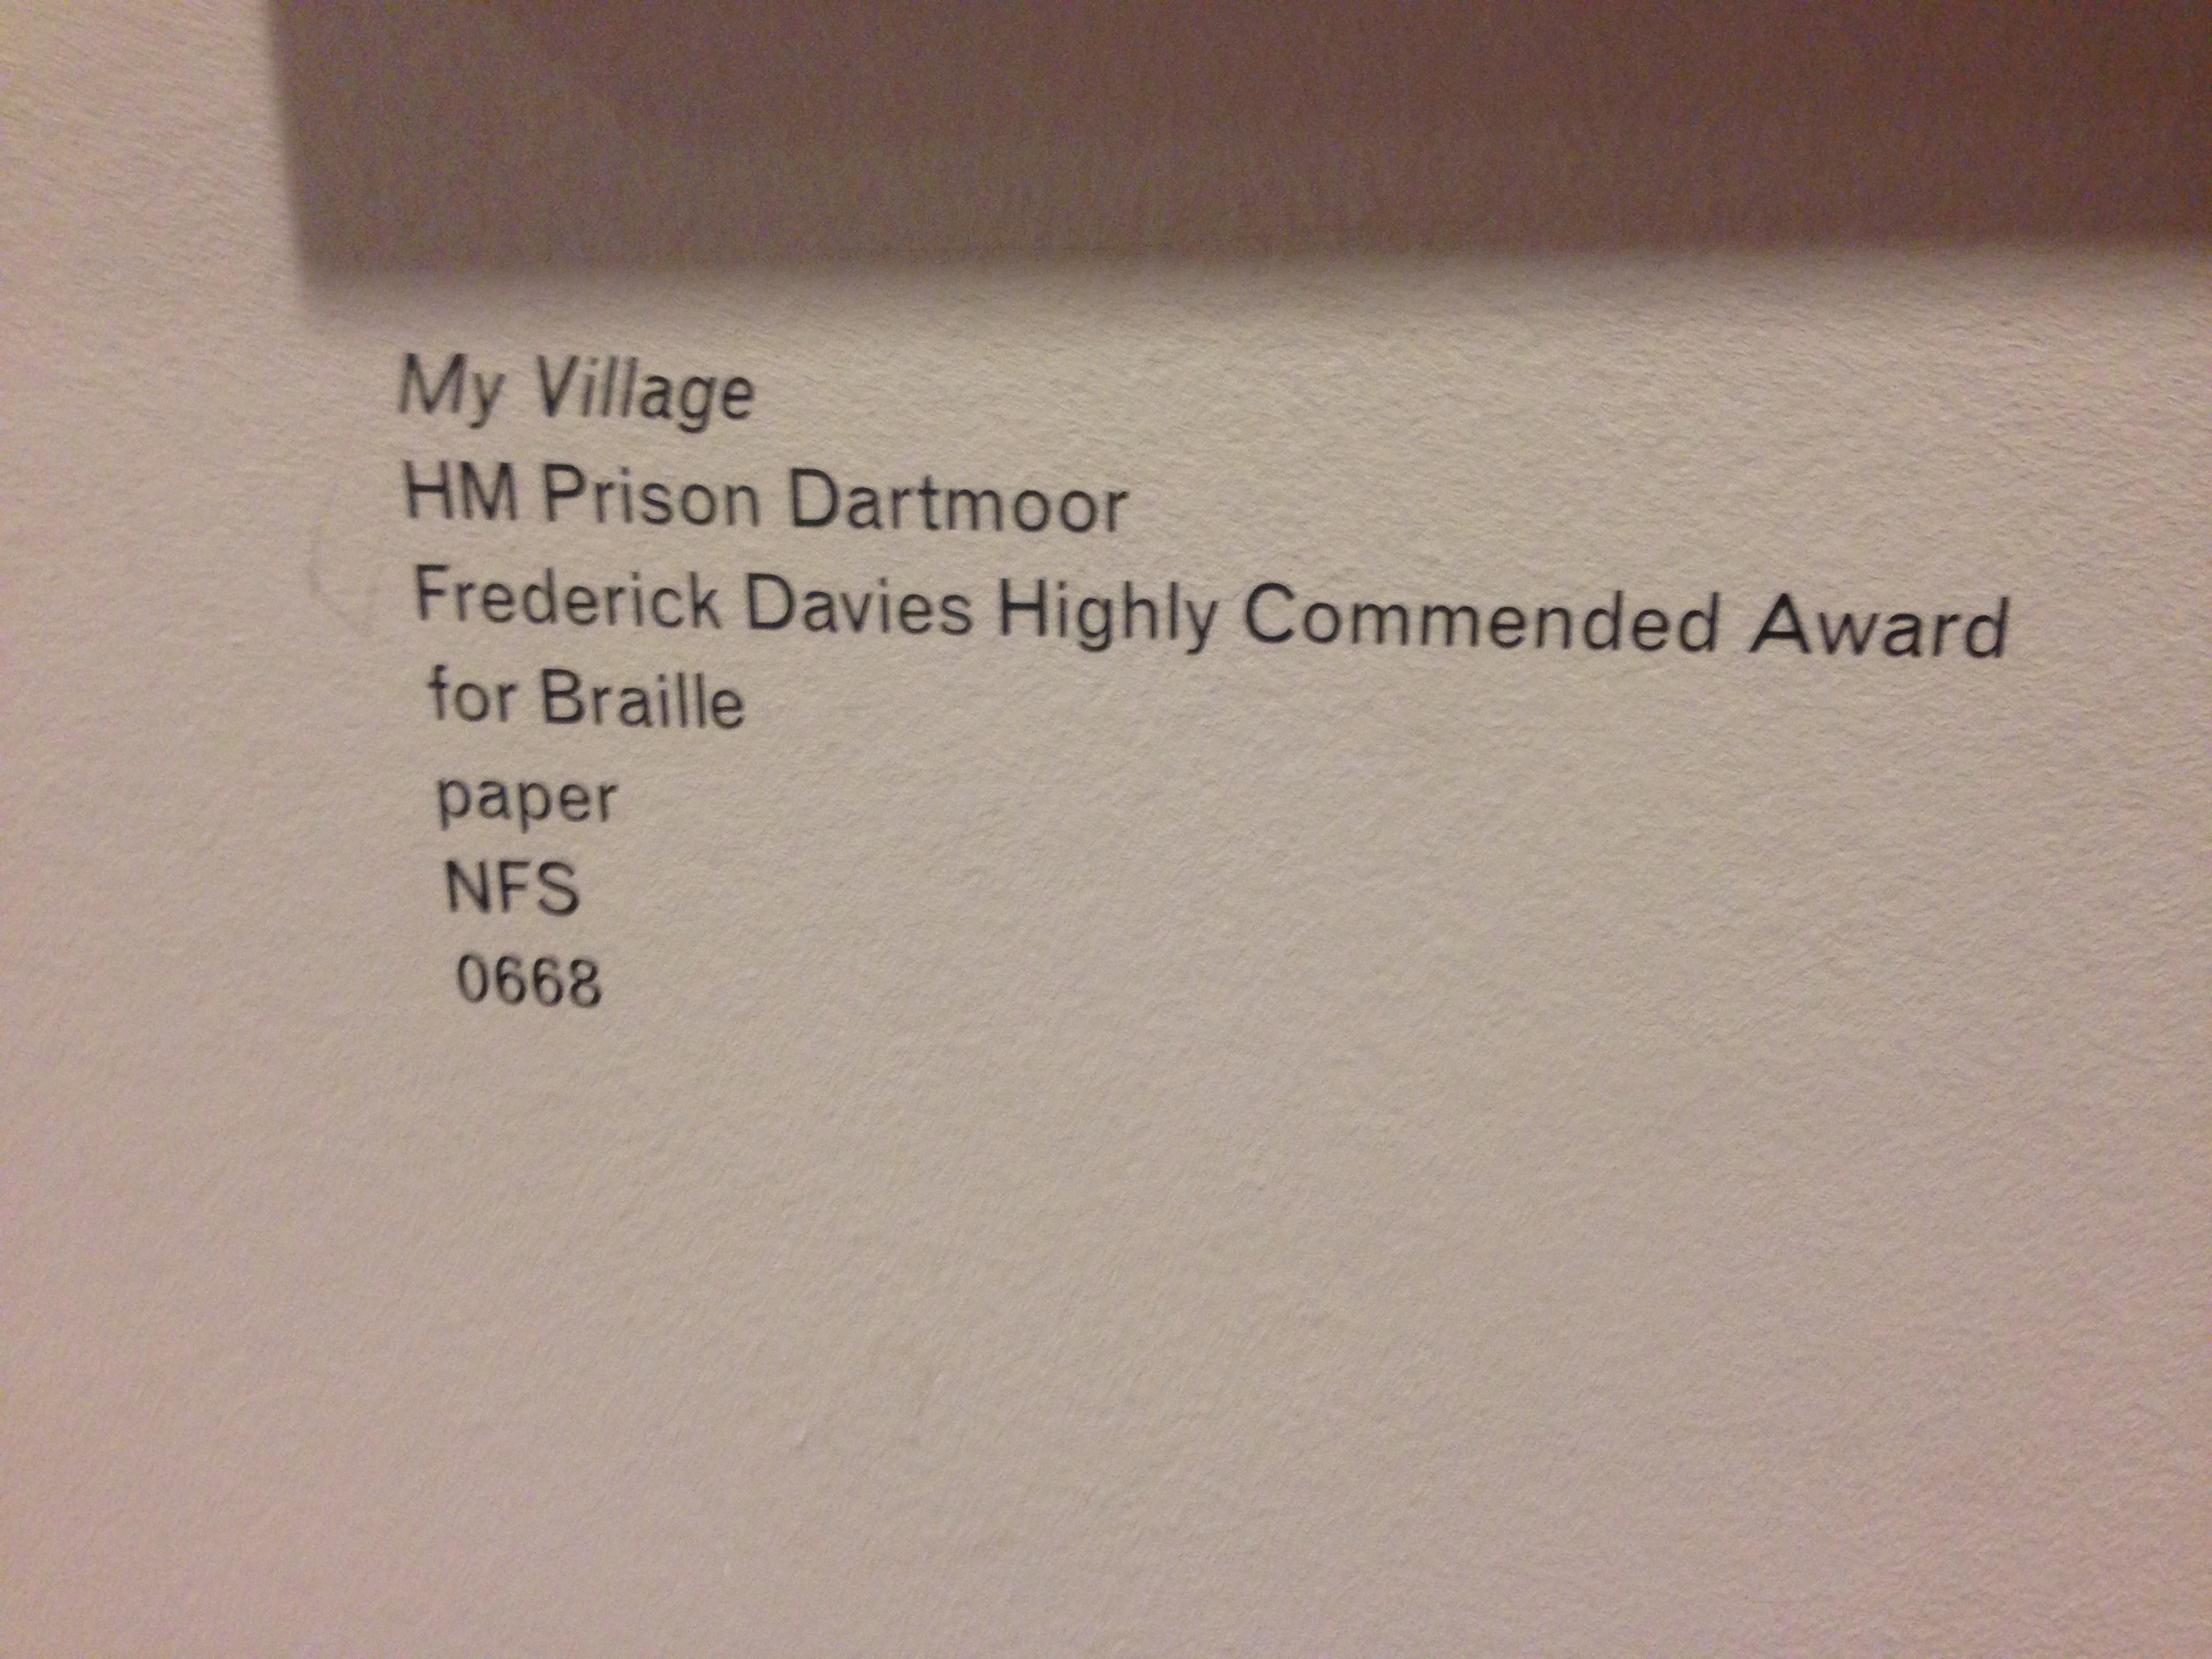 My Village
HM Prison Dartmoor
Frederick Davies Highly Commended Award
for Braille
paper
NFS
0668